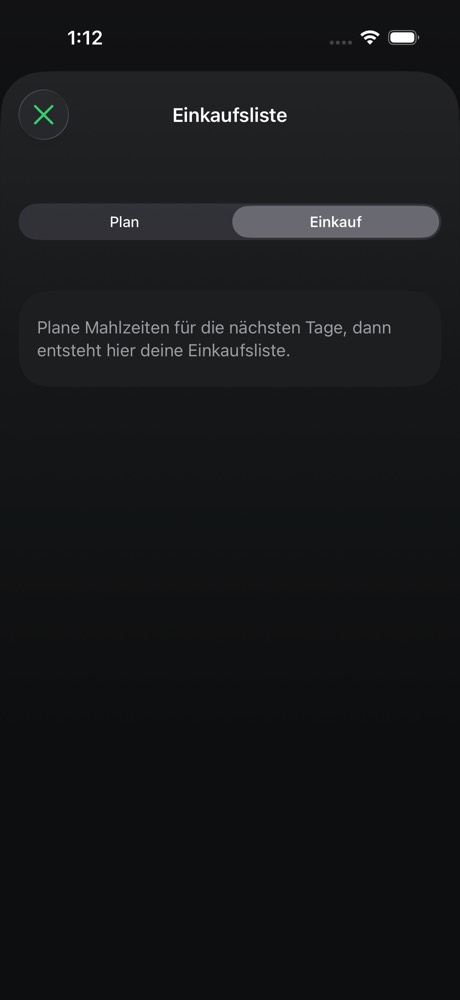 1:12
Einkaufsliste
Plan
Einkauf
Plane Mahlzeiten für die nächsten Tage, dann
entsteht hier deine Einkaufsliste.